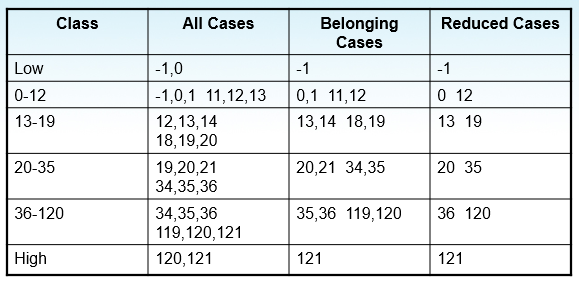 Class All Cases Belonging Cases Reduced Cases
Low -1,0 -1 -1
0-12 -1,0,1 11,12,13 0,1 11,12 0 12
13-19 12,13,14 18,19,20 13,14 18,19 13 19
20-35 19,20,21 34,35,36 20,21 34,35 20 35
36-120 34,35,36 119,120,121 35,36 119,120 36 120
High 120,121 121 121